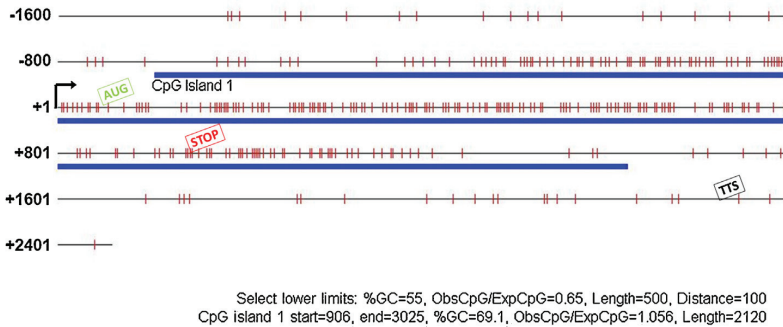 -1600
-800
CpG Island 1
AUG
+1
STOP
+801
TTS
+1601
+2401
Select lower limits: %GC=55, ObsCpG/ExpCpG=0.65, Length=500, Distance=100
CpG island 1 start=906, end=3025, %GC=69.1, ObsCpG/ExpCpG=1.056, Length=2120